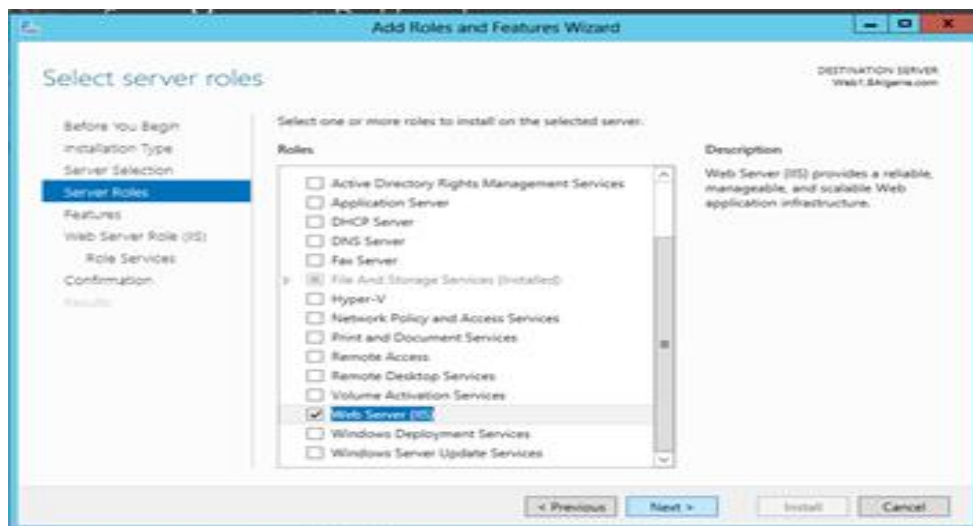 Add Roles and Features Wizard
Select server roles
DESTINATION SERVER
Before You Begin
Installation Type
Server Selection
Server Roles
Features
Web Server Role (IIS)
Role Services
Confirmation
Results
Select one or more roles to install on the selected server.
Roles
Active Directory Rights Management Services
Application Server
DHCP Server
DNS Server
Fax Server
File And Storage Services (Installed)
Hyper-V
Network Policy and Access Services
Print and Document Services
Remote Access
Remote Desktop Services
Volume Activation Services
Web Server (IIS)
Windows Deployment Services
Windows Server Update Services
Description
Web Server (IIS) provides a reliable,
manageable, and scalable Web
application infrastructure.
< Previous
Next >
Install
Cancel